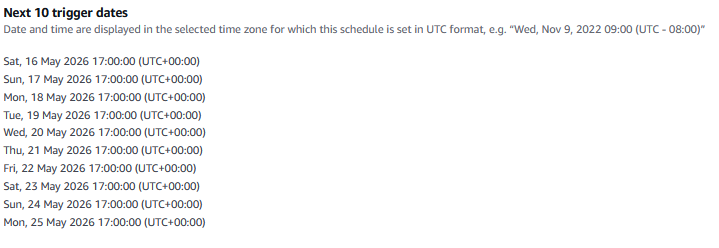 Next 10 trigger dates
Date and time are displayed in the selected time zone for which this schedule is set in UTC format, e.g. “Wed, Nov 9, 2022 09:00 (UTC - 08:00)”
Sat, 16 May 2026 17:00:00 (UTC+00:00)
Sun, 17 May 2026 17:00:00 (UTC+00:00)
Mon, 18 May 2026 17:00:00 (UTC+00:00)
Tue, 19 May 2026 17:00:00 (UTC+00:00)
Wed, 20 May 2026 17:00:00 (UTC+00:00)
Thu, 21 May 2026 17:00:00 (UTC+00:00)
Fri, 22 May 2026 17:00:00 (UTC+00:00)
Sat, 23 May 2026 17:00:00 (UTC+00:00)
Sun, 24 May 2026 17:00:00 (UTC+00:00)
Mon, 25 May 2026 17:00:00 (UTC+00:00)